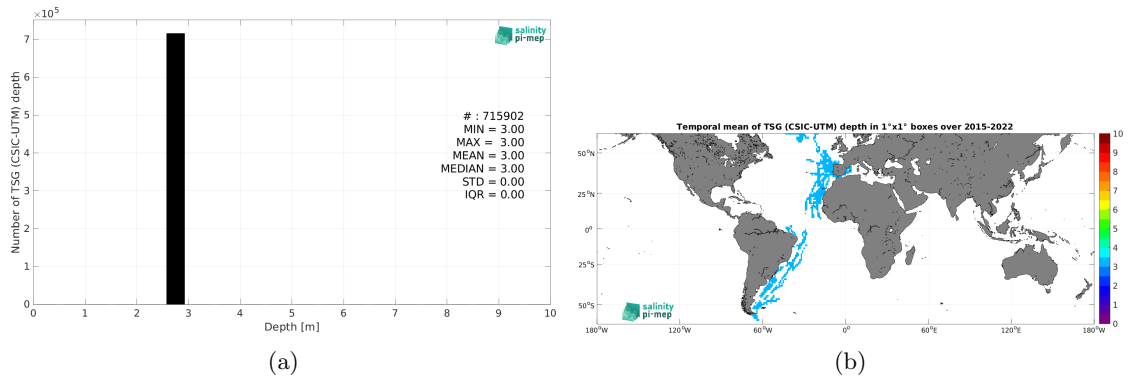 ×10⁵
7
6
5
4
3
2
1
0
Number of TSG (CSIC-UTM) depth
salinity
pi-mep
# : 715902
MIN = 3.00
MAX = 3.00
MEAN = 3.00
MEDIAN = 3.00
STD = 0.00
IQR = 0.00
0 1 2 3 4 5 6 7 8 9 10
Depth [m]
(a)
Temporal mean of TSG (CSIC-UTM) depth in 1°x1° boxes over 2015-2022
50°N
25°N
0°
25°S
50°S
salinity
pi-mep
180°W 120°W 60°W 0° 60°E 120°E 180°W
10
9
8
7
6
5
4
3
2
1
0
(b)